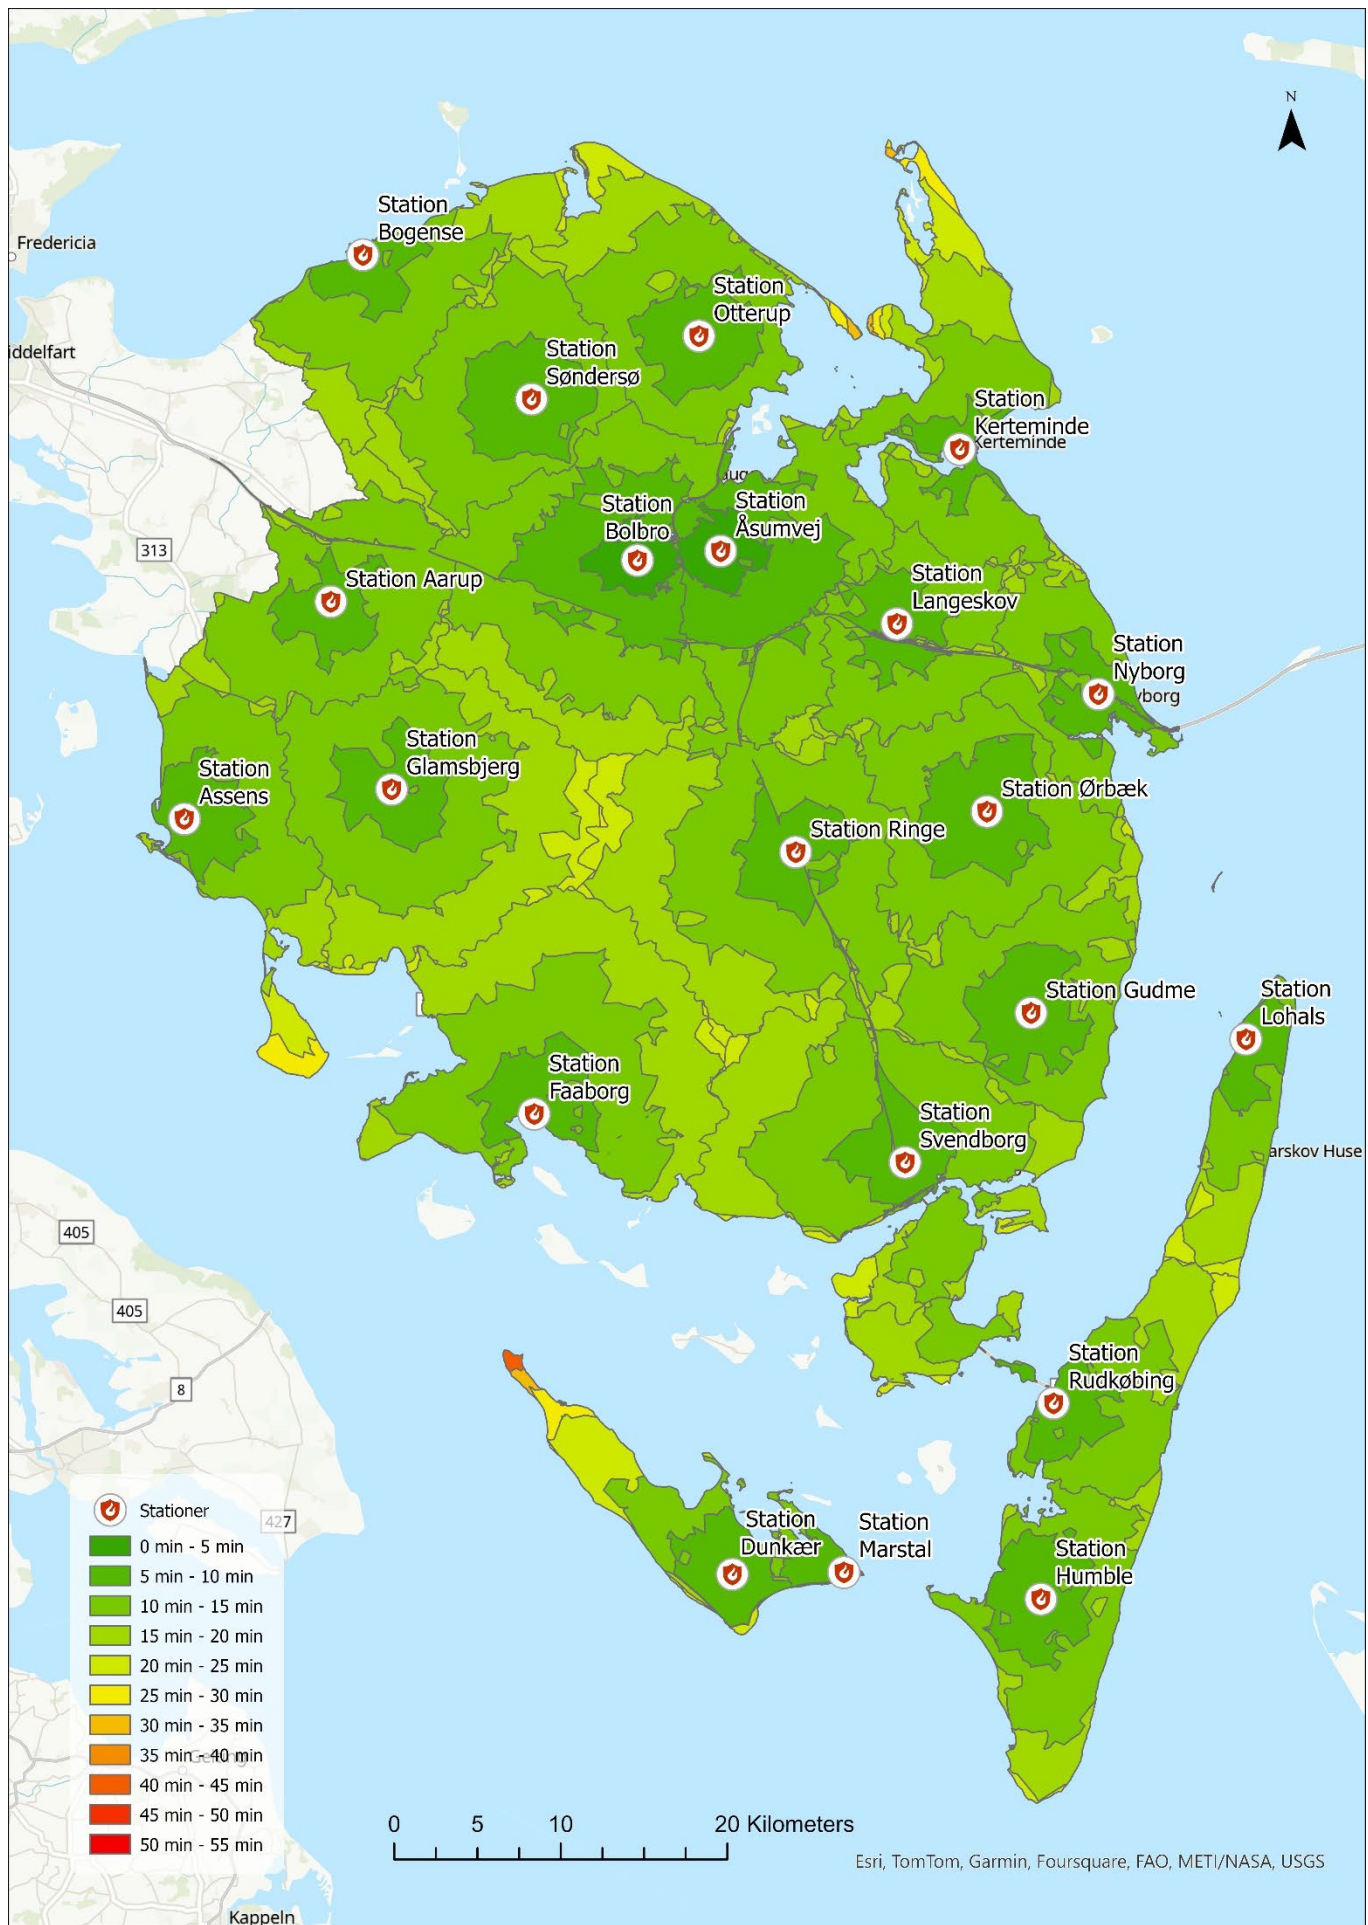 N
Station
Bogense
Fredericia
Station
Otterup
iddelfart
Station
Søndersø
Station
Kerteminde
Kerteminde
Station
Bolbro
Station
Åsumvej
313
Station Aarup
Station
Langeskov
Station
Nyborg
yborg
Station
Glamsbjerg
Station
Assens
Station Ørbæk
Station Ringe
Station Gudme
Station
Lohals
Station
Faaborg
Station
Svendborg
arskov Huse
405
405
8
Station
Rudkøbing
Station
Dunkær
Station
Marstal
Station
Humble
427
Stationer
0 min - 5 min
5 min - 10 min
10 min - 15 min
15 min - 20 min
20 min - 25 min
25 min - 30 min
30 min - 35 min
35 min - 40 min
40 min - 45 min
45 min - 50 min
50 min - 55 min
0 5 10 20 Kilometers
Esri, TomTom, Garmin, Foursquare, FAO, METI/NASA, USGS
Kappeln